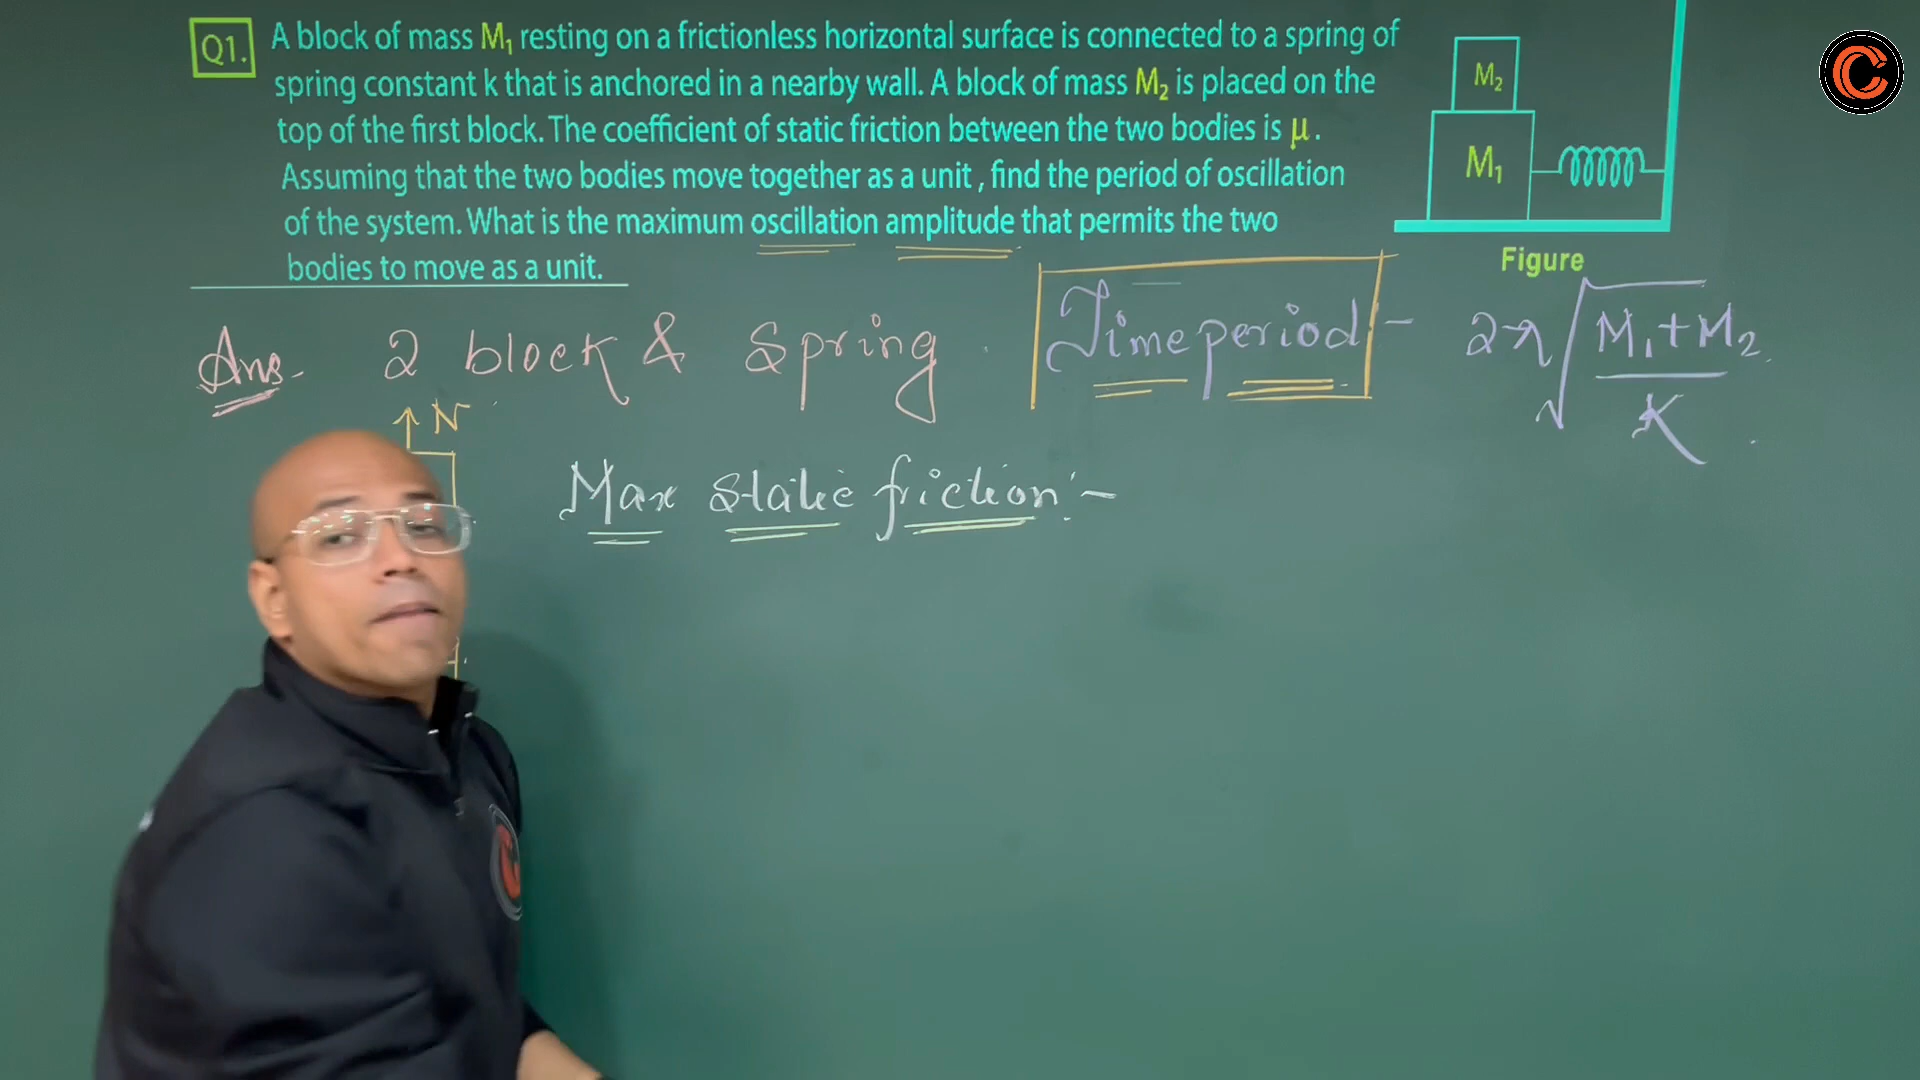 Q1. A block of mass M₁ resting on a frictionless horizontal surface is connected to a spring of
spring constant k that is anchored in a nearby wall. A block of mass M₂ is placed on the
top of the first block. The coefficient of static friction between the two bodies is μ.
Assuming that the two bodies move together as a unit, find the period of oscillation
of the system. What is the maximum oscillation amplitude that permits the two
bodies to move as a unit.
M₂
M₁
Figure
Ans. 2 block & Spring. Time period - 2π√(M₁+M₂/K)
↑ N
Max static friction :-